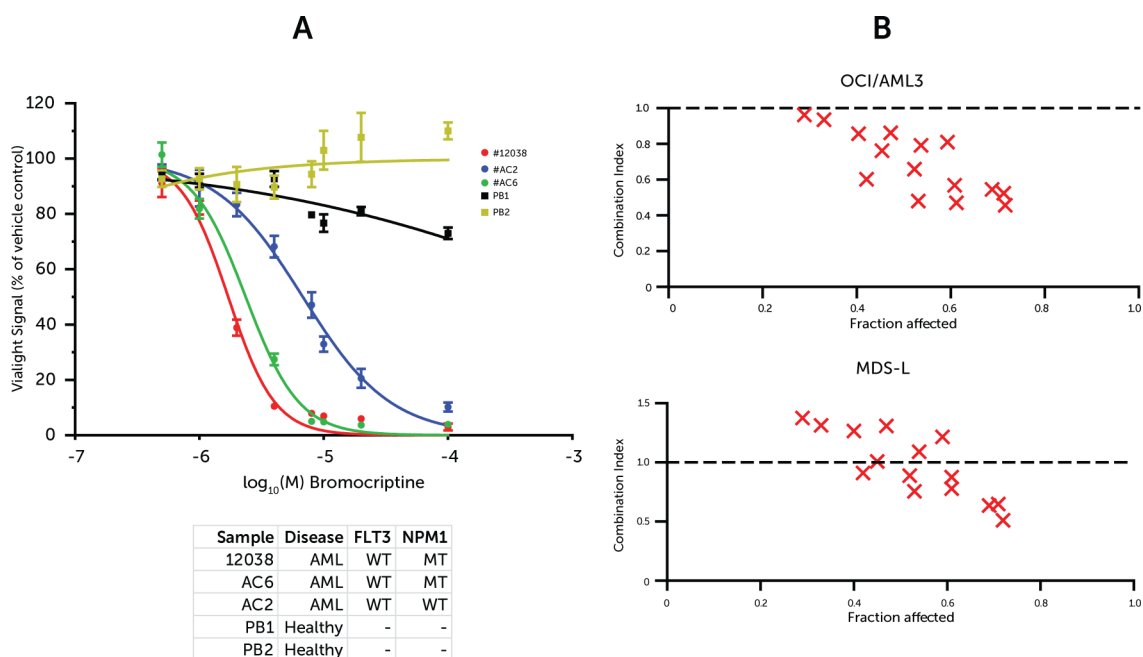 A
B
120
100
80
60
40
20
0
Vialight Signal (% of vehicle control)
-7
-6
-5
-4
-3
log10(M) Bromocriptine
#12038
#AC2
#AC6
PB1
PB2
Sample Disease FLT3 NPM1
12038 AML WT MT
AC6 AML WT MT
AC2 AML WT WT
PB1 Healthy - -
PB2 Healthy - -
OCI/AML3
1.0
0.8
0.6
0.4
0.2
0
Combination Index
0 0.2 0.4 0.6 0.8 1.0
Fraction affected
MDS-L
1.5
1.0
0.5
0
Combination Index
0 0.2 0.4 0.6 0.8 1.0
Fraction affected